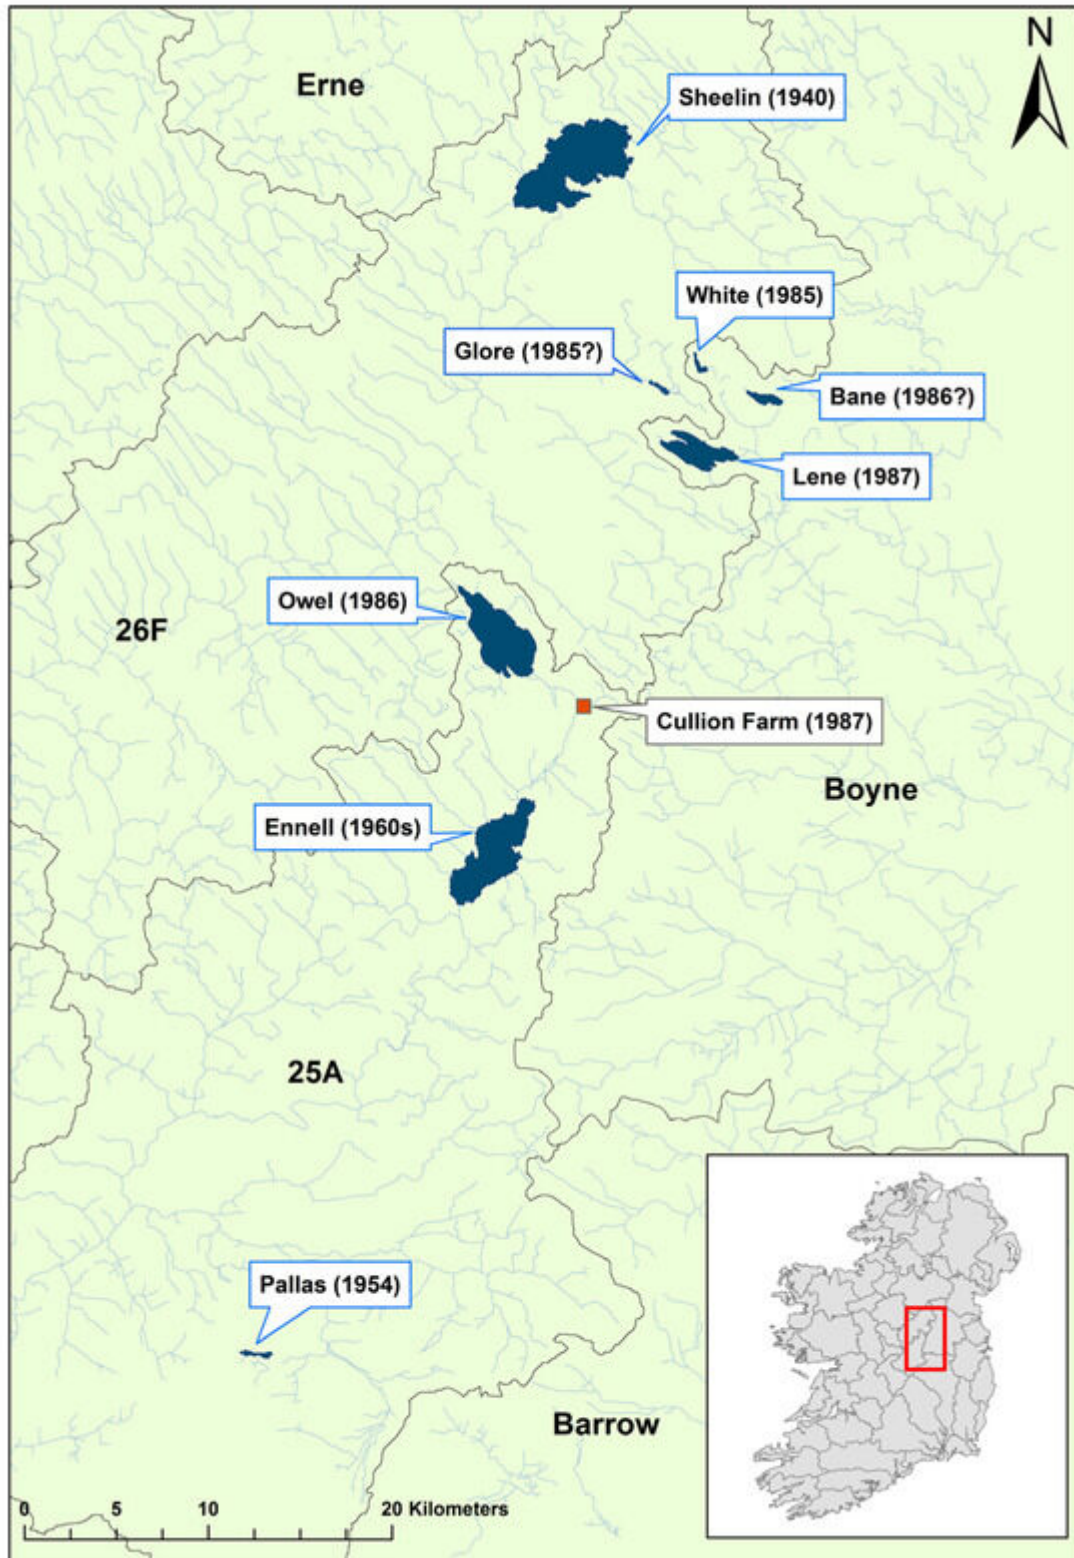 N
Erne
Sheelin (1940)
White (1985)
Glore (1985?)
Bane (1986?)
Lene (1987)
Owel (1986)
26F
Cullion Farm (1987)
Boyne
Ennell (1960s)
25A
Pallas (1954)
Barrow
0 5 10 20 Kilometers